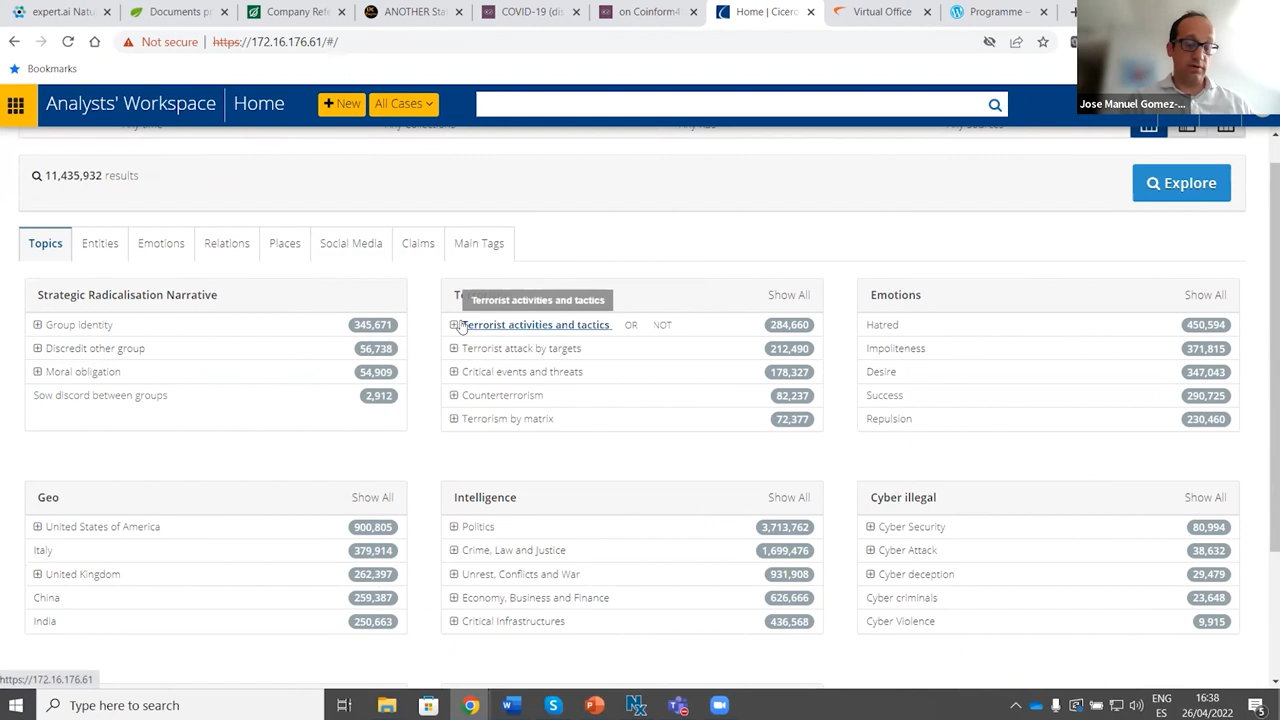 expert.ai Natu
Documents pr
Company Refe
ANOTHER Sta
COVID-19 (dis
on Coinform4
Home | Cicero
Virtual Office
Programme –
Not secure
https://172.16.176.61/#/
Bookmarks
Analysts' Workspace
Home
+ New
All Cases
Jose Manuel Gomez-...
11,435,932 results
Explore
Topics
Entities
Emotions
Relations
Places
Social Media
Claims
Main Tags
Strategic Radicalisation Narrative
Group identity 345,671
Discredit other group 56,738
Moral obligation 54,909
Sow discord between groups 2,912
Show All
Terrorist activities and tactics
Terrorist activities and tactics OR NOT 284,660
Terrorist attack by targets 212,490
Critical events and threats 178,327
Counterterrorism 82,237
Terrorism by matrix 72,377
Emotions
Hatred 450,594
Impoliteness 371,815
Desire 347,043
Success 290,725
Repulsion 230,460
Geo Show All
United States of America 900,805
Italy 379,914
United Kingdom 262,397
China 259,387
India 250,663
Intelligence Show All
Politics 3,713,762
Crime, Law and Justice 1,699,476
Unrest, Conflicts and War 931,908
Economy, Business and Finance 626,666
Critical Infrastructures 436,568
Cyber illegal Show All
Cyber Security 80,994
Cyber Attack 38,632
Cyber deception 29,479
Cyber criminals 23,648
Cyber Violence 9,915
https://172.16.176.61
Type here to search
ENG
ES
16:38
26/04/2022
5